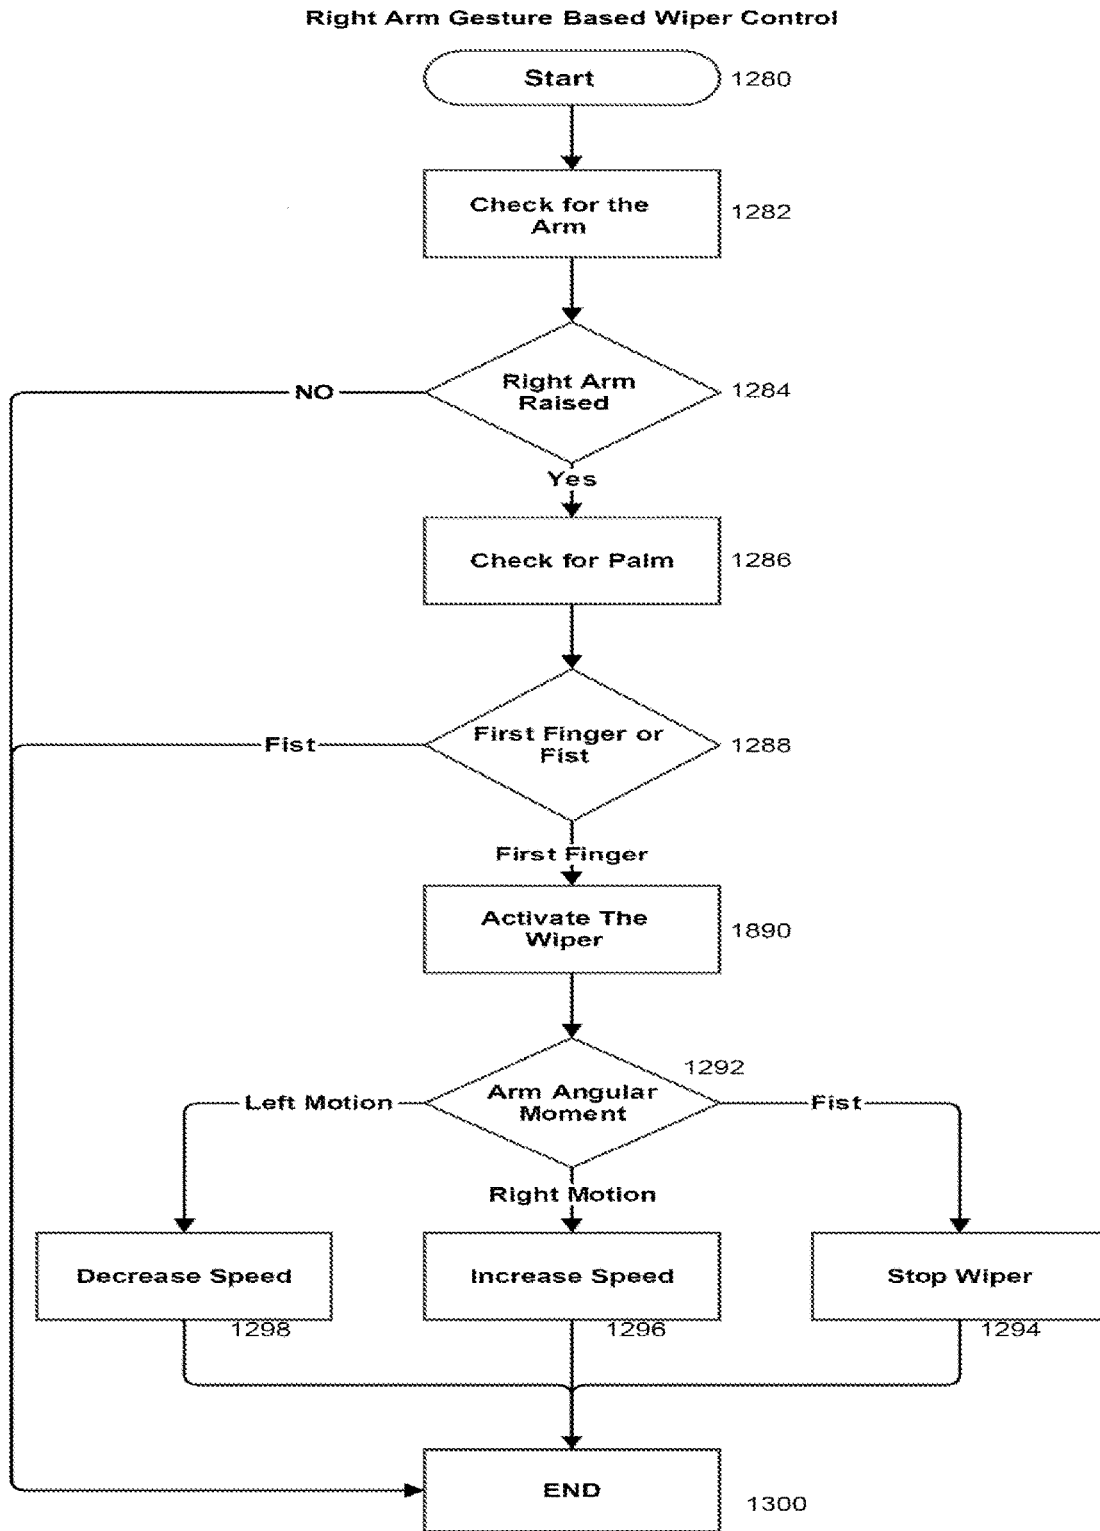 Right Arm Gesture Based Wiper Control
Start
1280
Check for the
Arm
1282
Right Arm
Raised
1284
NO
Yes
Check for Palm
1286
First Finger or
Fist
1288
Fist
First Finger
Activate The
Wiper
1890
1292
Arm Angular
Moment
Left Motion
Fist
Right Motion
Decrease Speed
Increase Speed
Stop Wiper
1298
1296
1294
END
1300